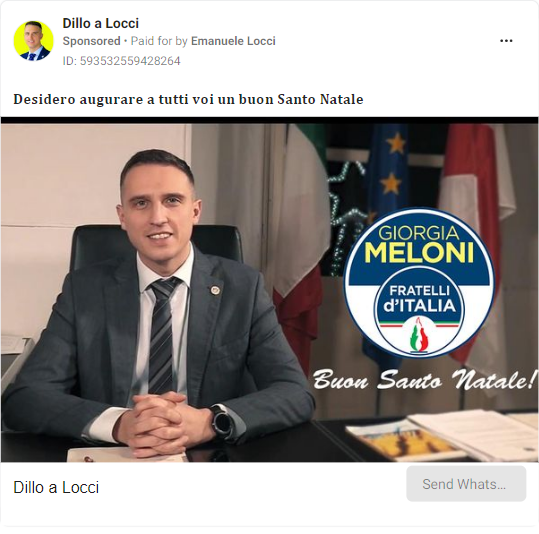 Dillo a Locci
Sponsored • Paid for by Emanuele Locci
ID: 593532559428264
Desidero augurare a tutti voi un buon Santo Natale
GIORGIA
MELONI
FRATELLI
d'ITALIA
Buon Santo Natale!
Dillo a Locci
Send Whats...